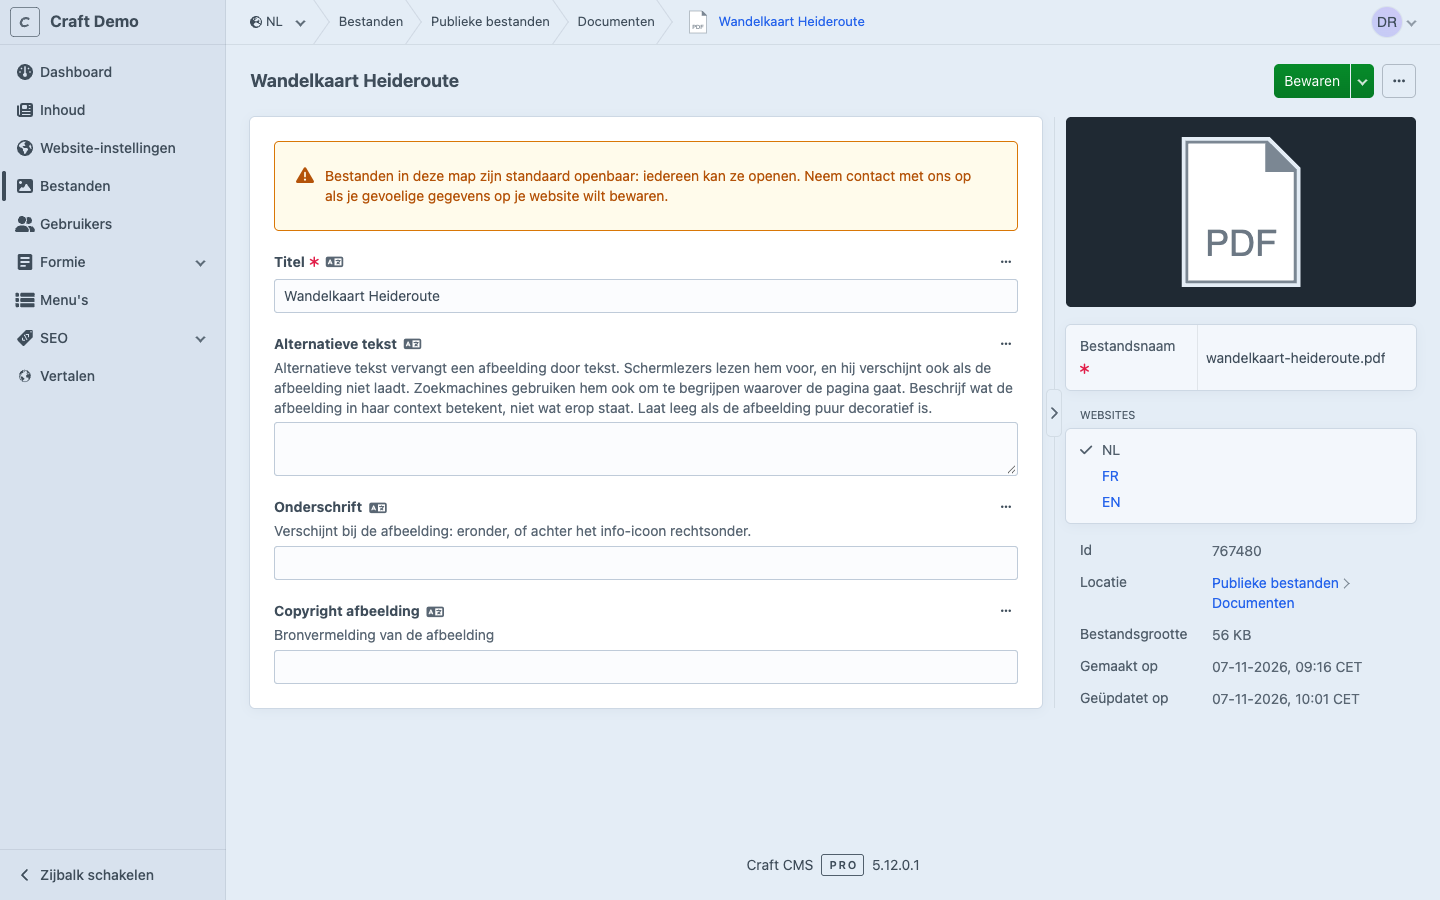 C Craft Demo
NL Bestanden Publieke bestanden Documenten PDF Wandelkaart Heideroute
DR
Dashboard
Inhoud
Website-instellingen
Bestanden
Gebruikers
Formie
Menu's
SEO
Vertalen
Zijbalk schakelen
Wandelkaart Heideroute
Bewaren
Bestanden in deze map zijn standaard openbaar: iedereen kan ze openen. Neem contact met ons op
als je gevoelige gegevens op je website wilt bewaren.
Titel
Wandelkaart Heideroute
Alternatieve tekst
Alternatieve tekst vervangt een afbeelding door tekst. Schermlezers lezen hem voor, en hij verschijnt ook als de
afbeelding niet laadt. Zoekmachines gebruiken hem ook om te begrijpen waarover de pagina gaat. Beschrijf wat de
afbeelding in haar context betekent, niet wat erop staat. Laat leeg als de afbeelding puur decoratief is.
Onderschrift
Verschijnt bij de afbeelding: eronder, of achter het info-icoon rechtsonder.
Copyright afbeelding
Bronvermelding van de afbeelding
PDF
Bestandsnaam
wandelkaart-heideroute.pdf
WEBSITES
NL
FR
EN
Id 767480
Locatie Publieke bestanden
Documenten
Bestandsgrootte 56 KB
Gemaakt op 07-11-2026, 09:16 CET
Geüpdatet op 07-11-2026, 10:01 CET
Craft CMS PRO 5.12.0.1